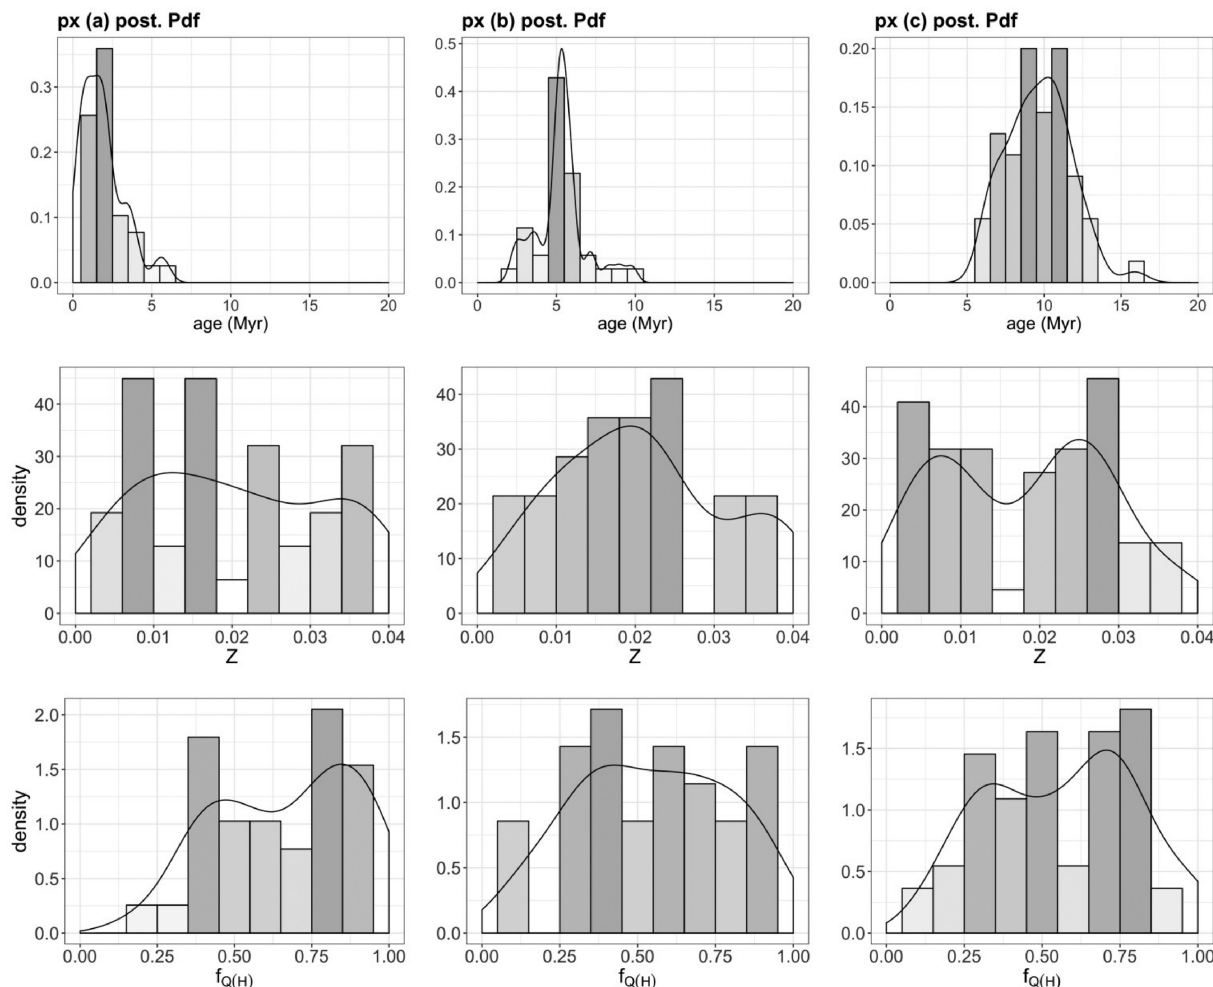 px (a) post. Pdf
px (b) post. Pdf
px (c) post. Pdf
0.3
0.2
0.1
0.0
0 5 10 15 20
age (Myr)
0.5
0.4
0.3
0.2
0.1
0.0
0 5 10 15 20
age (Myr)
0.20
0.15
0.10
0.05
0.00
0 5 10 15 20
age (Myr)
density
40
30
20
10
0
0.00 0.01 0.02 0.03 0.04
Z
40
30
20
10
0
0.00 0.01 0.02 0.03 0.04
Z
40
30
20
10
0
0.00 0.01 0.02 0.03 0.04
Z
density
2.0
1.5
1.0
0.5
0.0
0.00 0.25 0.50 0.75 1.00
fQ(H)
1.5
1.0
0.5
0.0
0.00 0.25 0.50 0.75 1.00
fQ(H)
1.5
1.0
0.5
0.0
0.00 0.25 0.50 0.75 1.00
fQ(H)